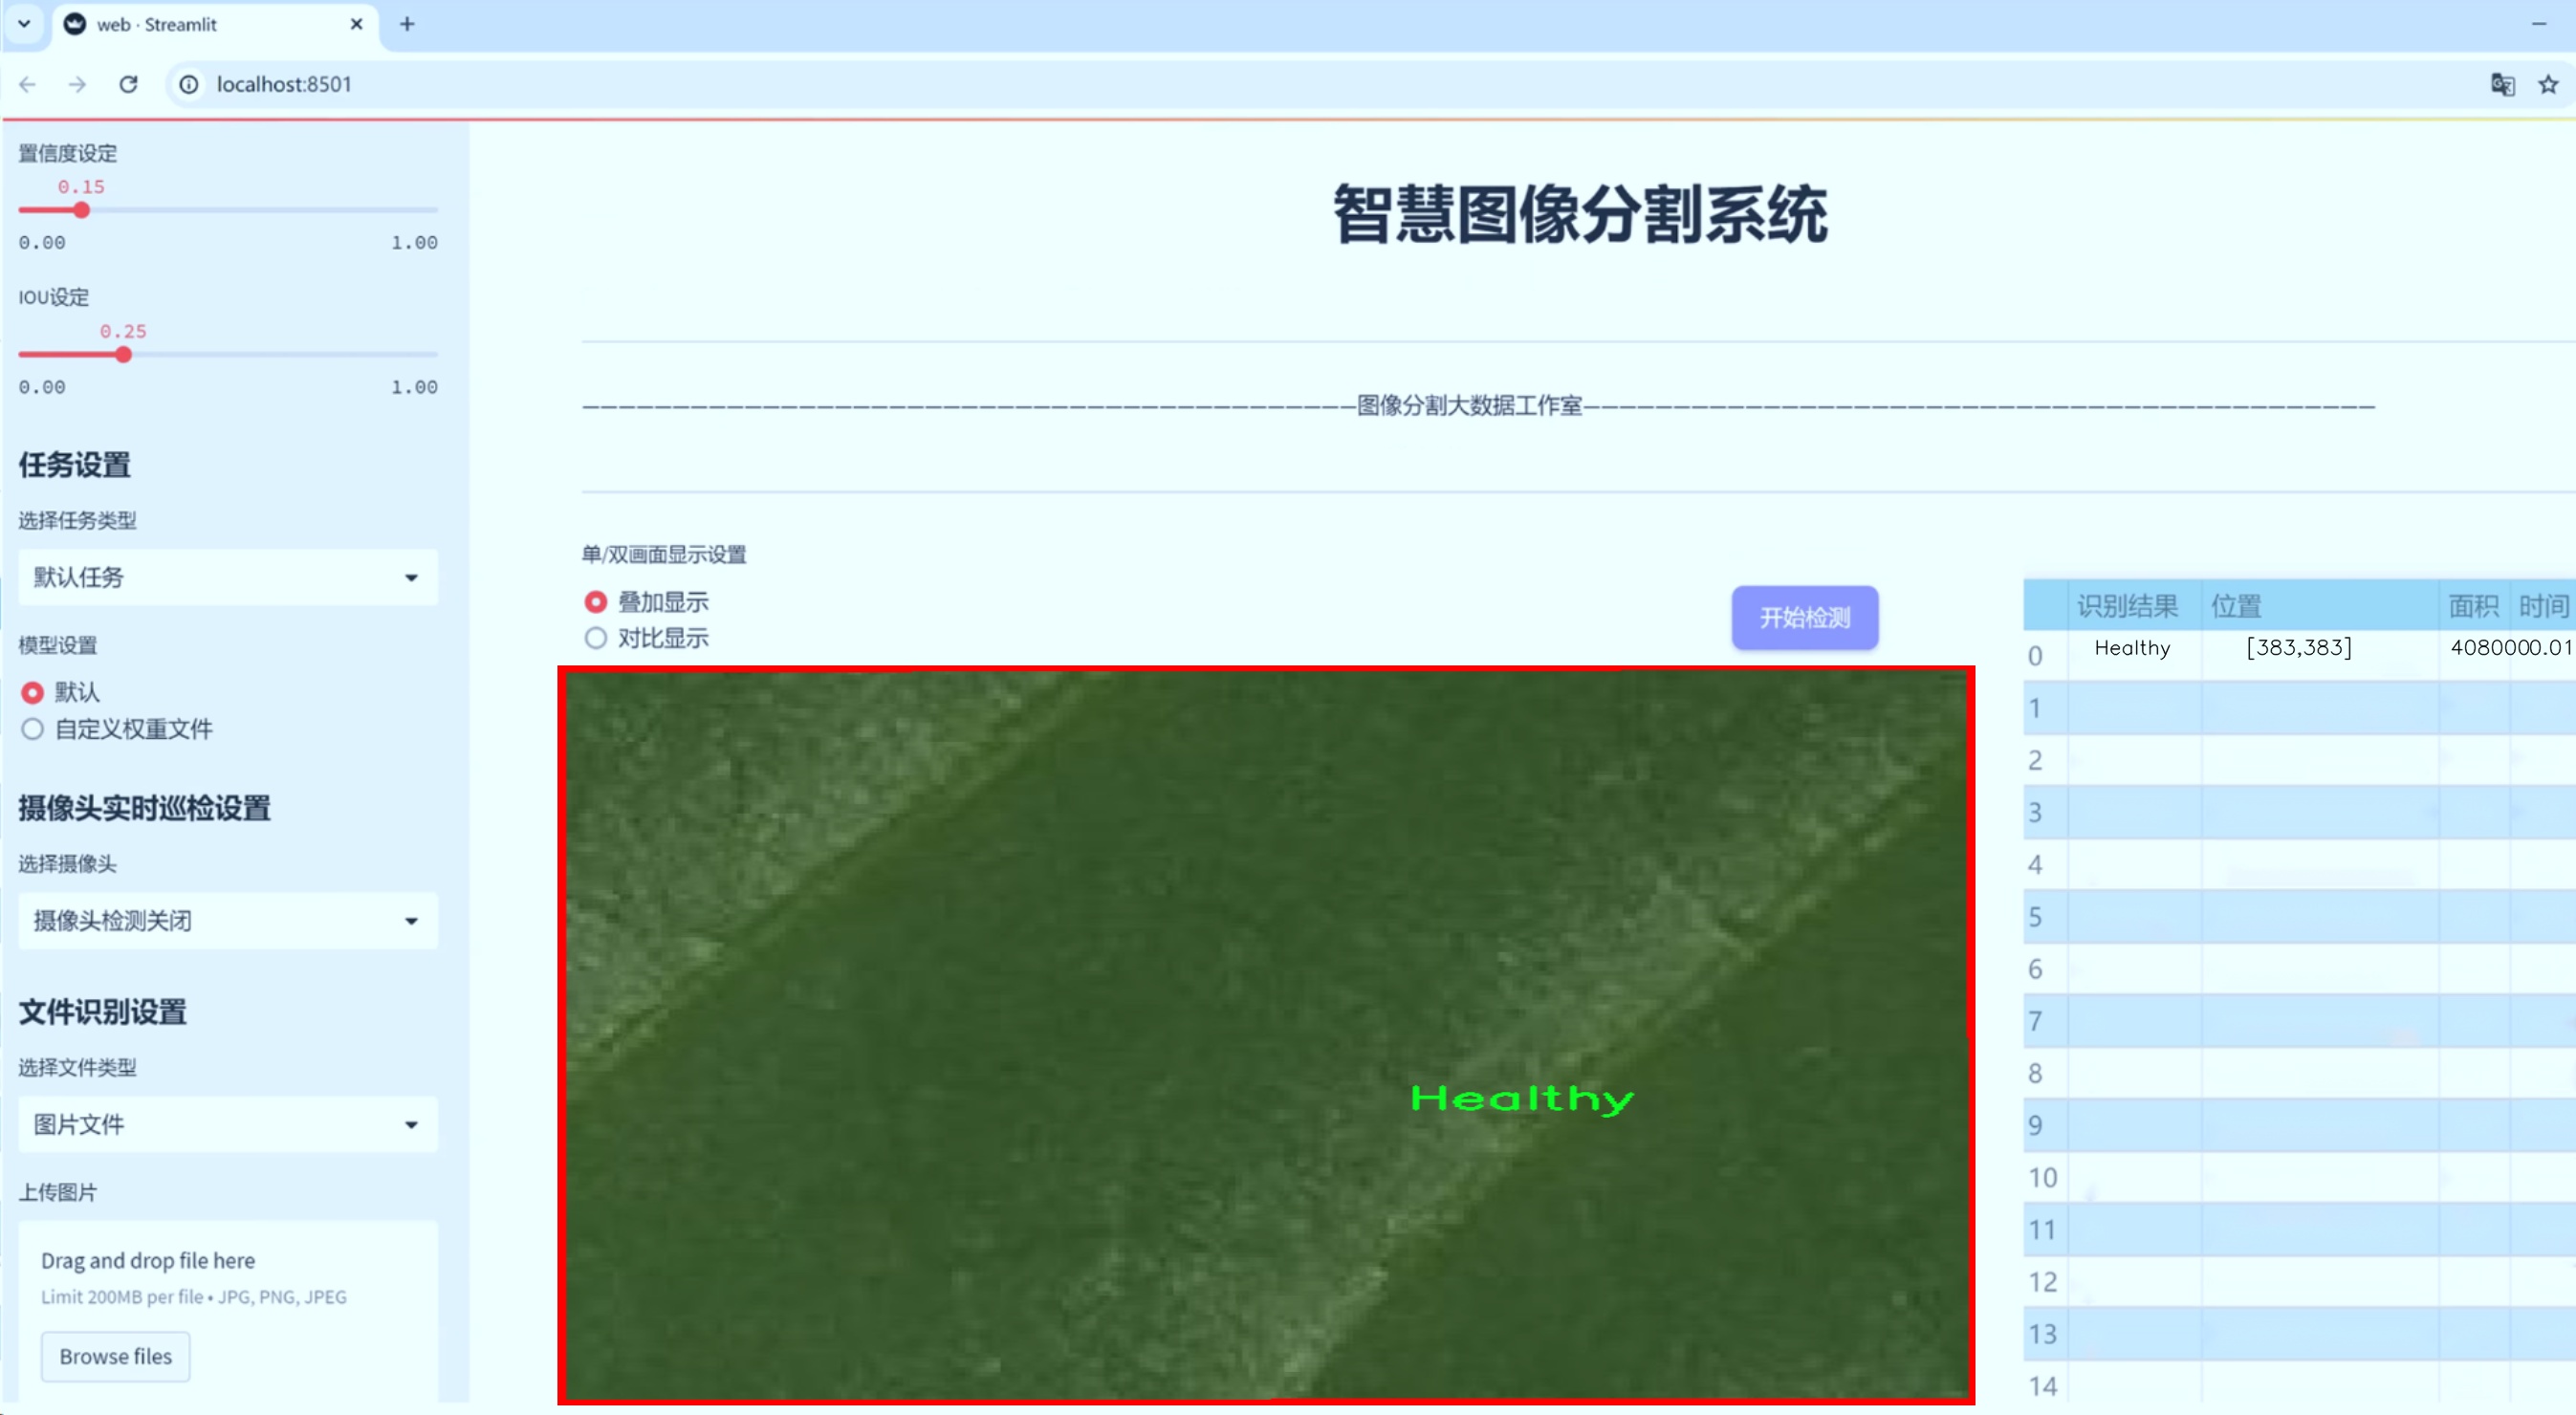 web · Streamlit
localhost:8501
置信度设定
0.15
0.00 1.00
IOU设定
0.25
0.00 1.00
任务设置
选择任务类型
默认任务
模型设置
默认
自定义权重文件
摄像头实时巡检设置
选择摄像头
摄像头检测关闭
文件识别设置
选择文件类型
图片文件
上传图片
Drag and drop file here
Limit 200MB per file • JPG, PNG, JPEG
Browse files
智慧图像分割系统
———————————————————————————————————————————图像分割大数据工作室————————————————————————————————————————————
单/双画面显示设置
叠加显示
对比显示
开始检测
Healthy
识别结果 位置 面积 时间
0 Healthy [383,383] 4080000.01
1
2
3
4
5
6
7
8
9
10
11
12
13
14